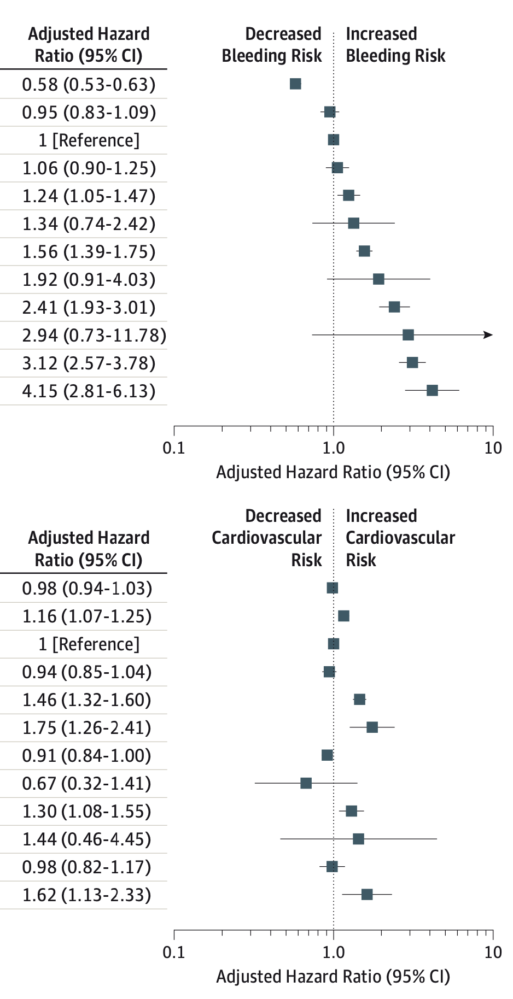 Adjusted Hazard
Ratio (95% CI)
Decreased
Bleeding Risk
Increased
Bleeding Risk
0.58 (0.53-0.63)
0.95 (0.83-1.09)
1 [Reference]
1.06 (0.90-1.25)
1.24 (1.05-1.47)
1.34 (0.74-2.42)
1.56 (1.39-1.75)
1.92 (0.91-4.03)
2.41 (1.93-3.01)
2.94 (0.73-11.78)
3.12 (2.57-3.78)
4.15 (2.81-6.13)
0.1 1.0 10
Adjusted Hazard Ratio (95% CI)
Adjusted Hazard
Ratio (95% CI)
Decreased
Cardiovascular
Risk
Increased
Cardiovascular
Risk
0.98 (0.94-1.03)
1.16 (1.07-1.25)
1 [Reference]
0.94 (0.85-1.04)
1.46 (1.32-1.60)
1.75 (1.26-2.41)
0.91 (0.84-1.00)
0.67 (0.32-1.41)
1.30 (1.08-1.55)
1.44 (0.46-4.45)
0.98 (0.82-1.17)
1.62 (1.13-2.33)
0.1 1.0 10
Adjusted Hazard Ratio (95% CI)